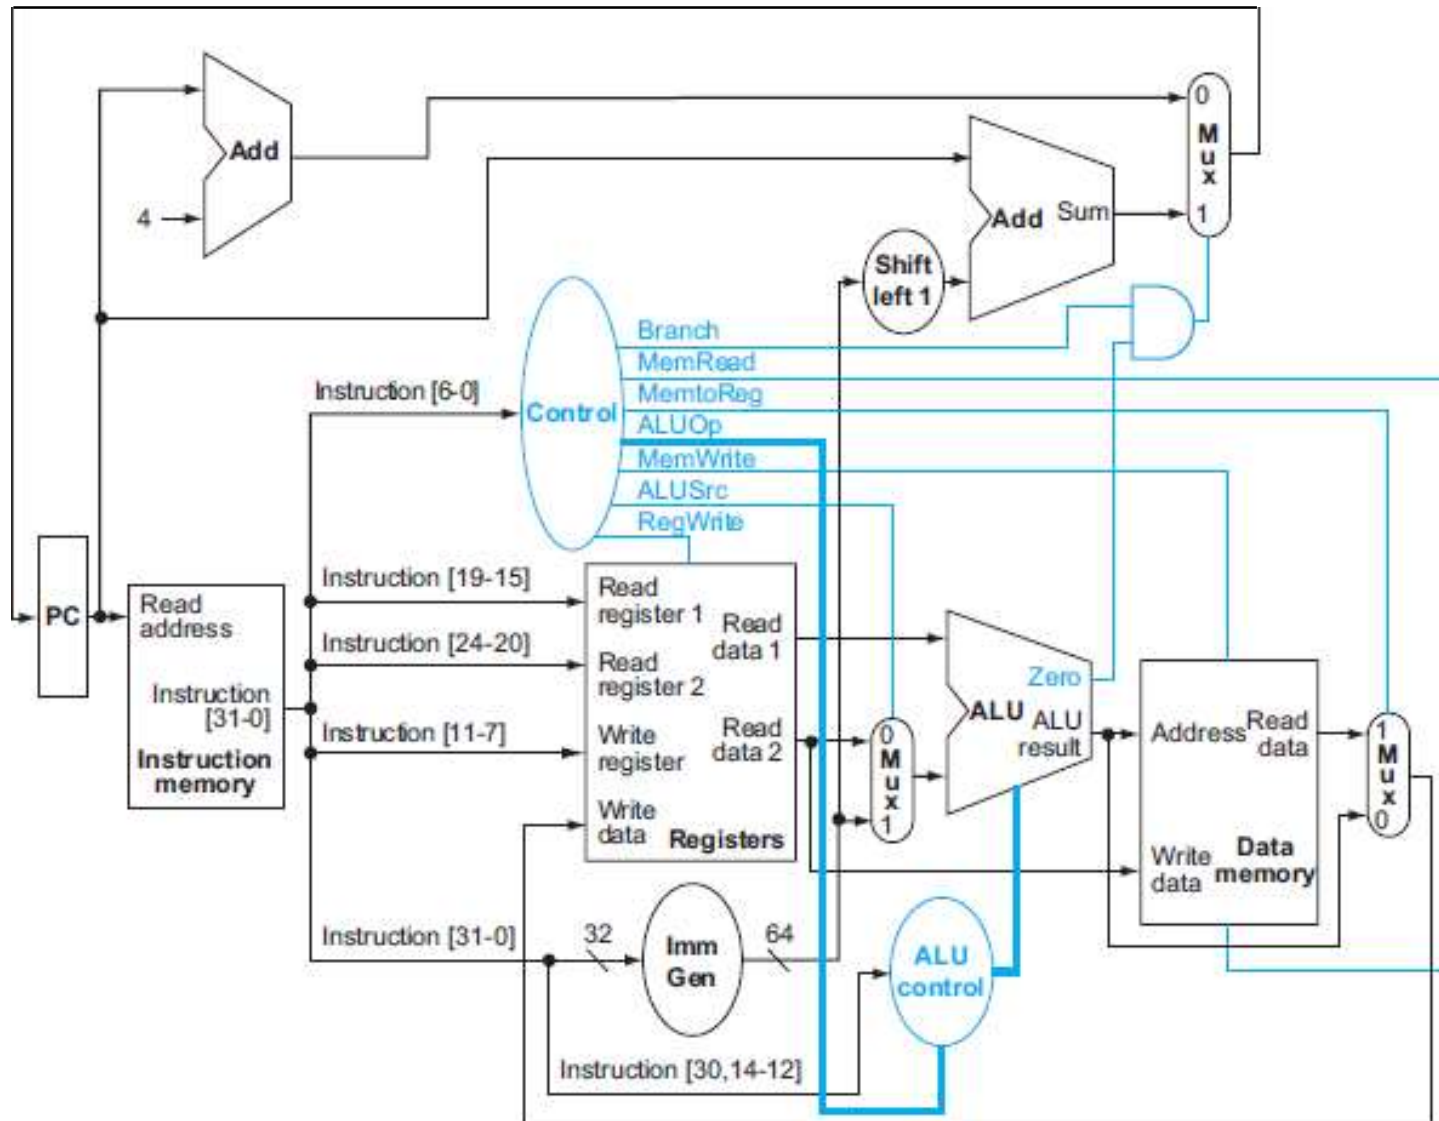 0
M
u
x
1
Add
4
Add Sum
Shift
left 1
Branch
MemRead
MemtoReg
ALUOp
MemWrite
ALUSrc
RegWrite
Instruction [6-0]
Control
PC
Read
address
Instruction
[31-0]
Instruction
memory
Instruction [19-15]
Instruction [24-20]
Instruction [11-7]
Read
register 1
Read
register 2
Write
register
Write
data
Read
data 1
Read
data 2
Registers
0
M
u
x
1
Zero
ALU
ALU
result
Address
Read
data
Write
data
Data
memory
1
M
u
x
0
Instruction [31-0]
32
Imm
Gen
64
ALU
control
Instruction [30,14-12]